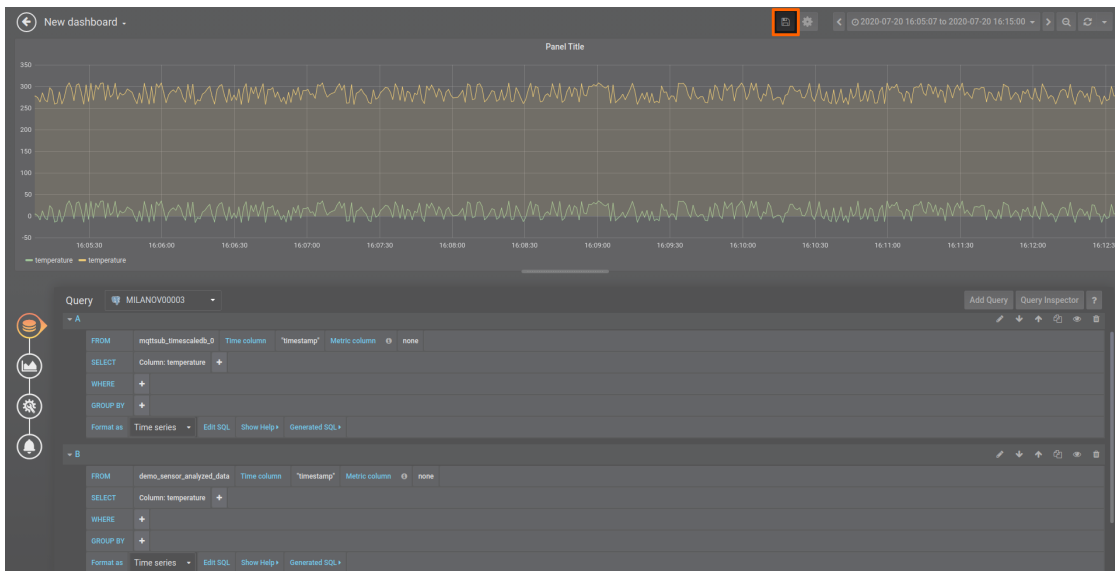 New dashboard
2020-07-20 16:05:07 to 2020-07-20 16:15:00
Panel Title
350
300
250
200
150
100
50
0
-50
16:05:30 16:06:00 16:06:30 16:07:00 16:07:30 16:08:00 16:08:30 16:09:00 16:09:30 16:10:00 16:10:30 16:11:00 16:11:30 16:12:00 16:12:3
temperature temperature
Query MILANOV00003 Add Query Query Inspector ?
A
FROM mqttsub_timescaledb_0 Time column "timestamp" Metric column none
SELECT Column: temperature +
WHERE +
GROUP BY +
Format as Time series Edit SQL Show Help Generated SQL
B
FROM demo_sensor_analyzed_data Time column "timestamp" Metric column none
SELECT Column: temperature +
WHERE +
GROUP BY +
Format as Time series Edit SQL Show Help Generated SQL